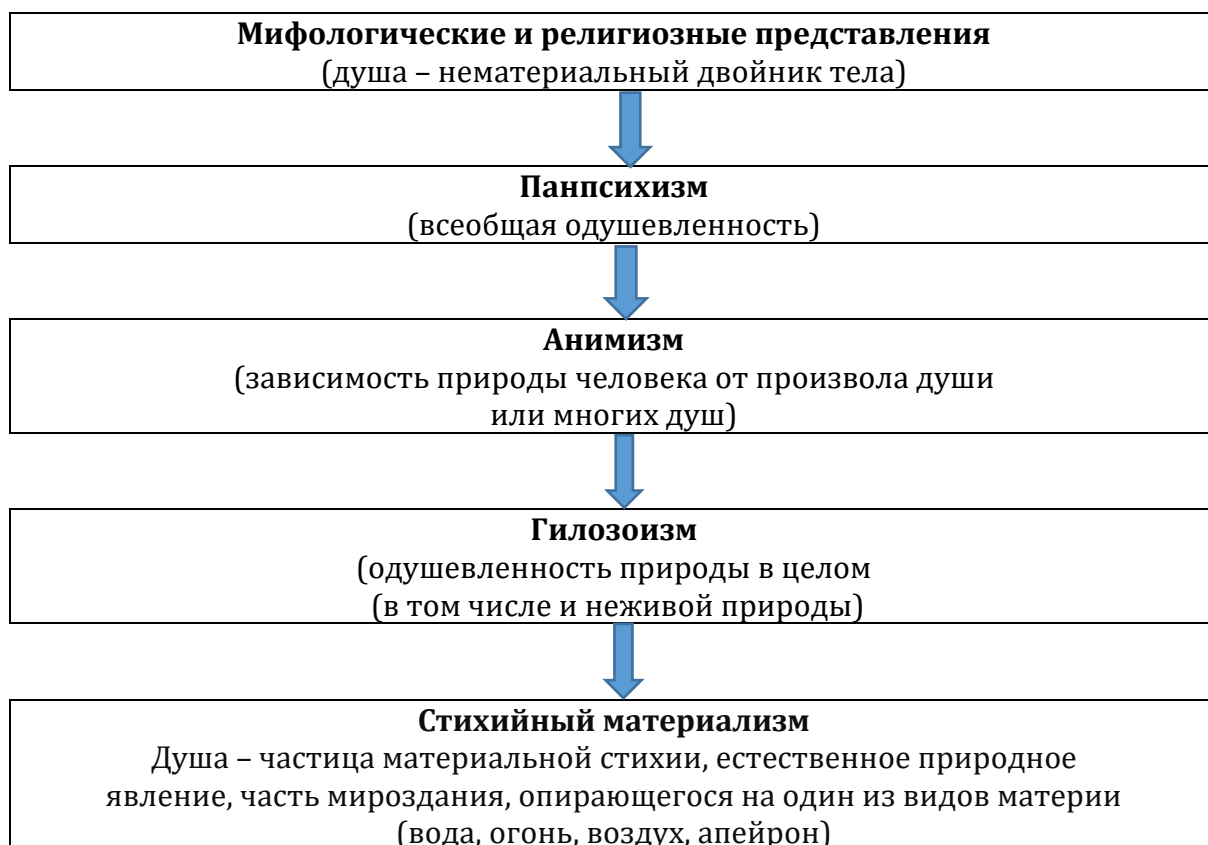 Мифологические и религиозные представления
(душа – нематериальный двойник тела)
Панпсихизм
(всеобщая одушевленность)
Анимизм
(зависимость природы человека от произвола души
или многих душ)
Гилозоизм
(одушевленность природы в целом
(в том числе и неживой природы)
Стихийный материализм
Душа – частица материальной стихии, естественное природное
явление, часть мироздания, опирающегося на один из видов материи
(вода, огонь, воздух, апейрон)